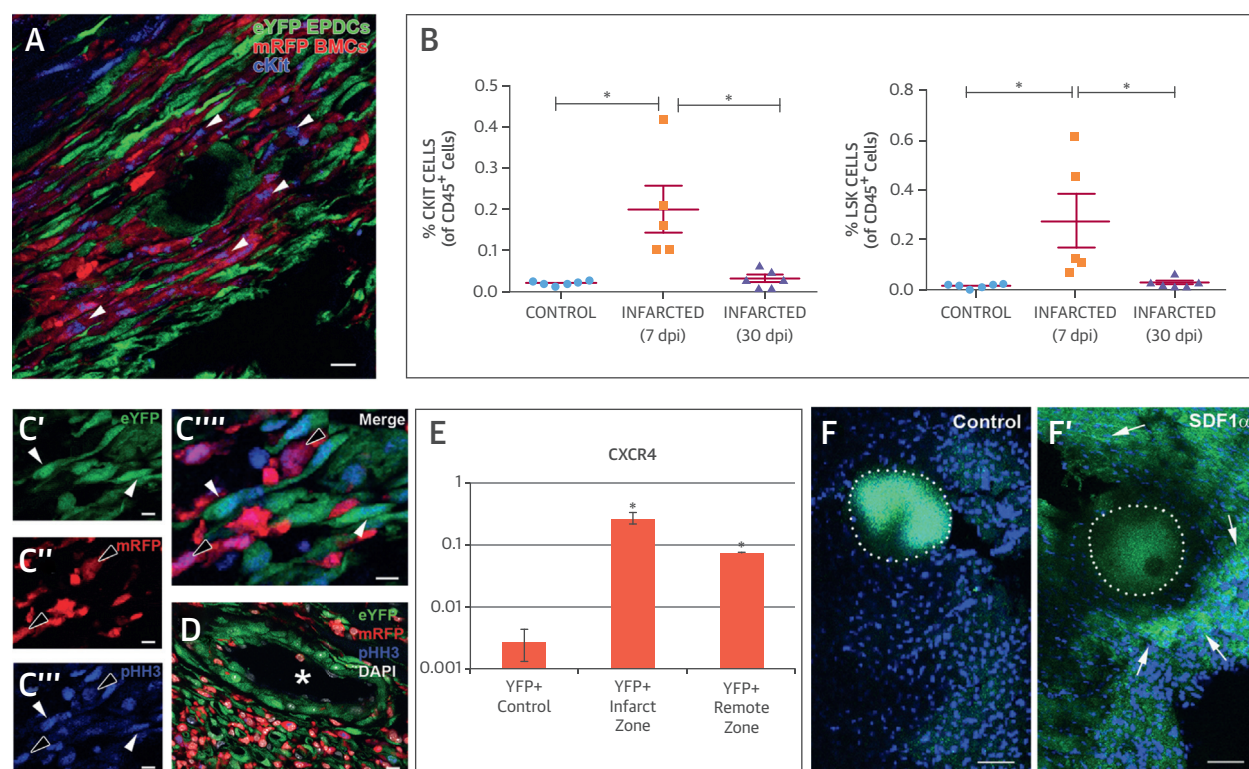 A
eYFP EPDCs
mRFP BMCs
cKit
B
% CKIT CELLS
(of CD45+ Cells)
0.5
0.4
0.3
0.2
0.1
0.0
*
*
CONTROL
INFARCTED
(7 dpi)
INFARCTED
(30 dpi)
% LSK CELLS
(of CD45+ Cells)
0.8
0.6
0.4
0.2
0.0
*
*
CONTROL
INFARCTED
(7 dpi)
INFARCTED
(30 dpi)
C'
eYFP
C''
mRFP
C'''
pHH3
C''''
Merge
D
eYFP
mRFP
pHH3
DAPI
*
E
CXCR4
1
0.1
0.01
0.001
*
*
YFP+
Control
YFP+
Infarct
Zone
YFP+
Remote
Zone
F
Control
F'
SDF1α